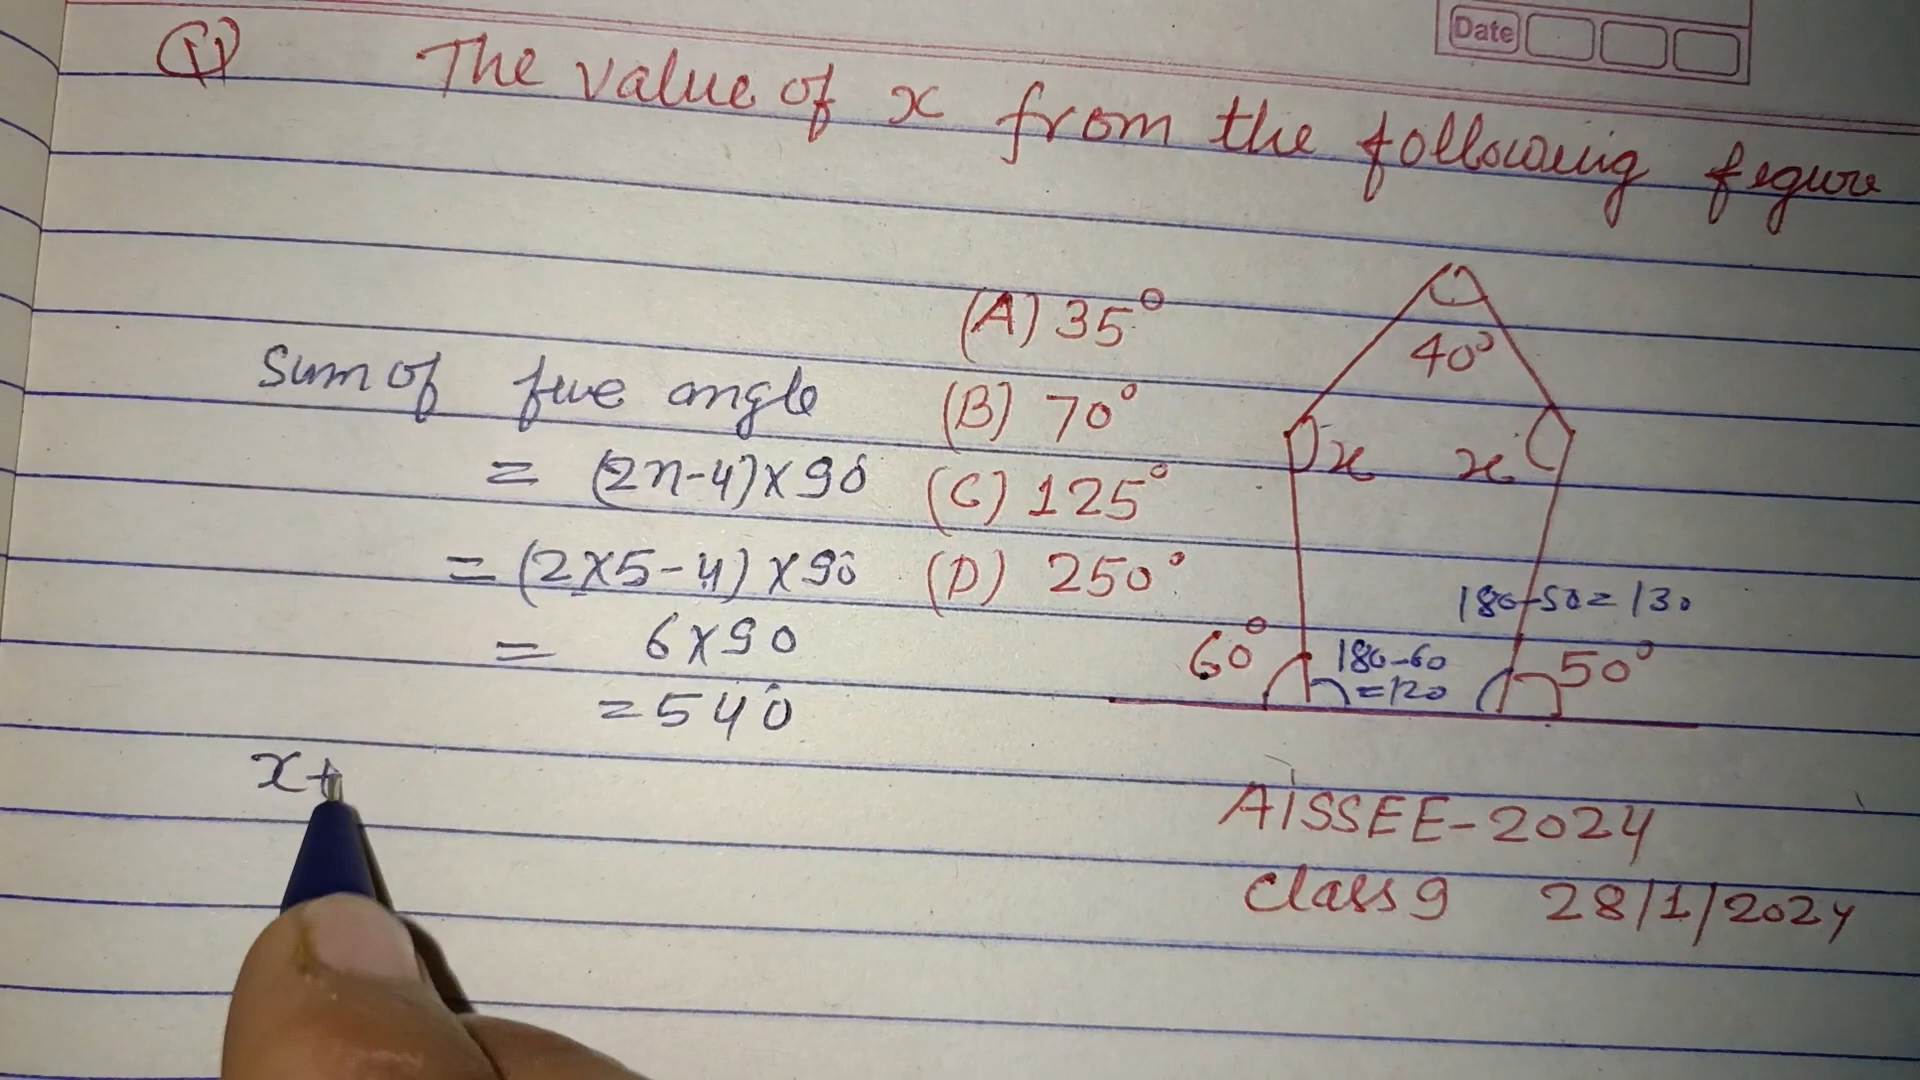 Date
Q) The value of x from the following figure
(A) 35°
(B) 70°
(C) 125°
(D) 250°
40°
x x
180-50=130
60°
180-60
=120
50°
Sum of five angle
= (2n-4)×90
= (2×5-4)×90
= 6×90
=540
x+
AISSEE-2024
Class 9 28/1/2024